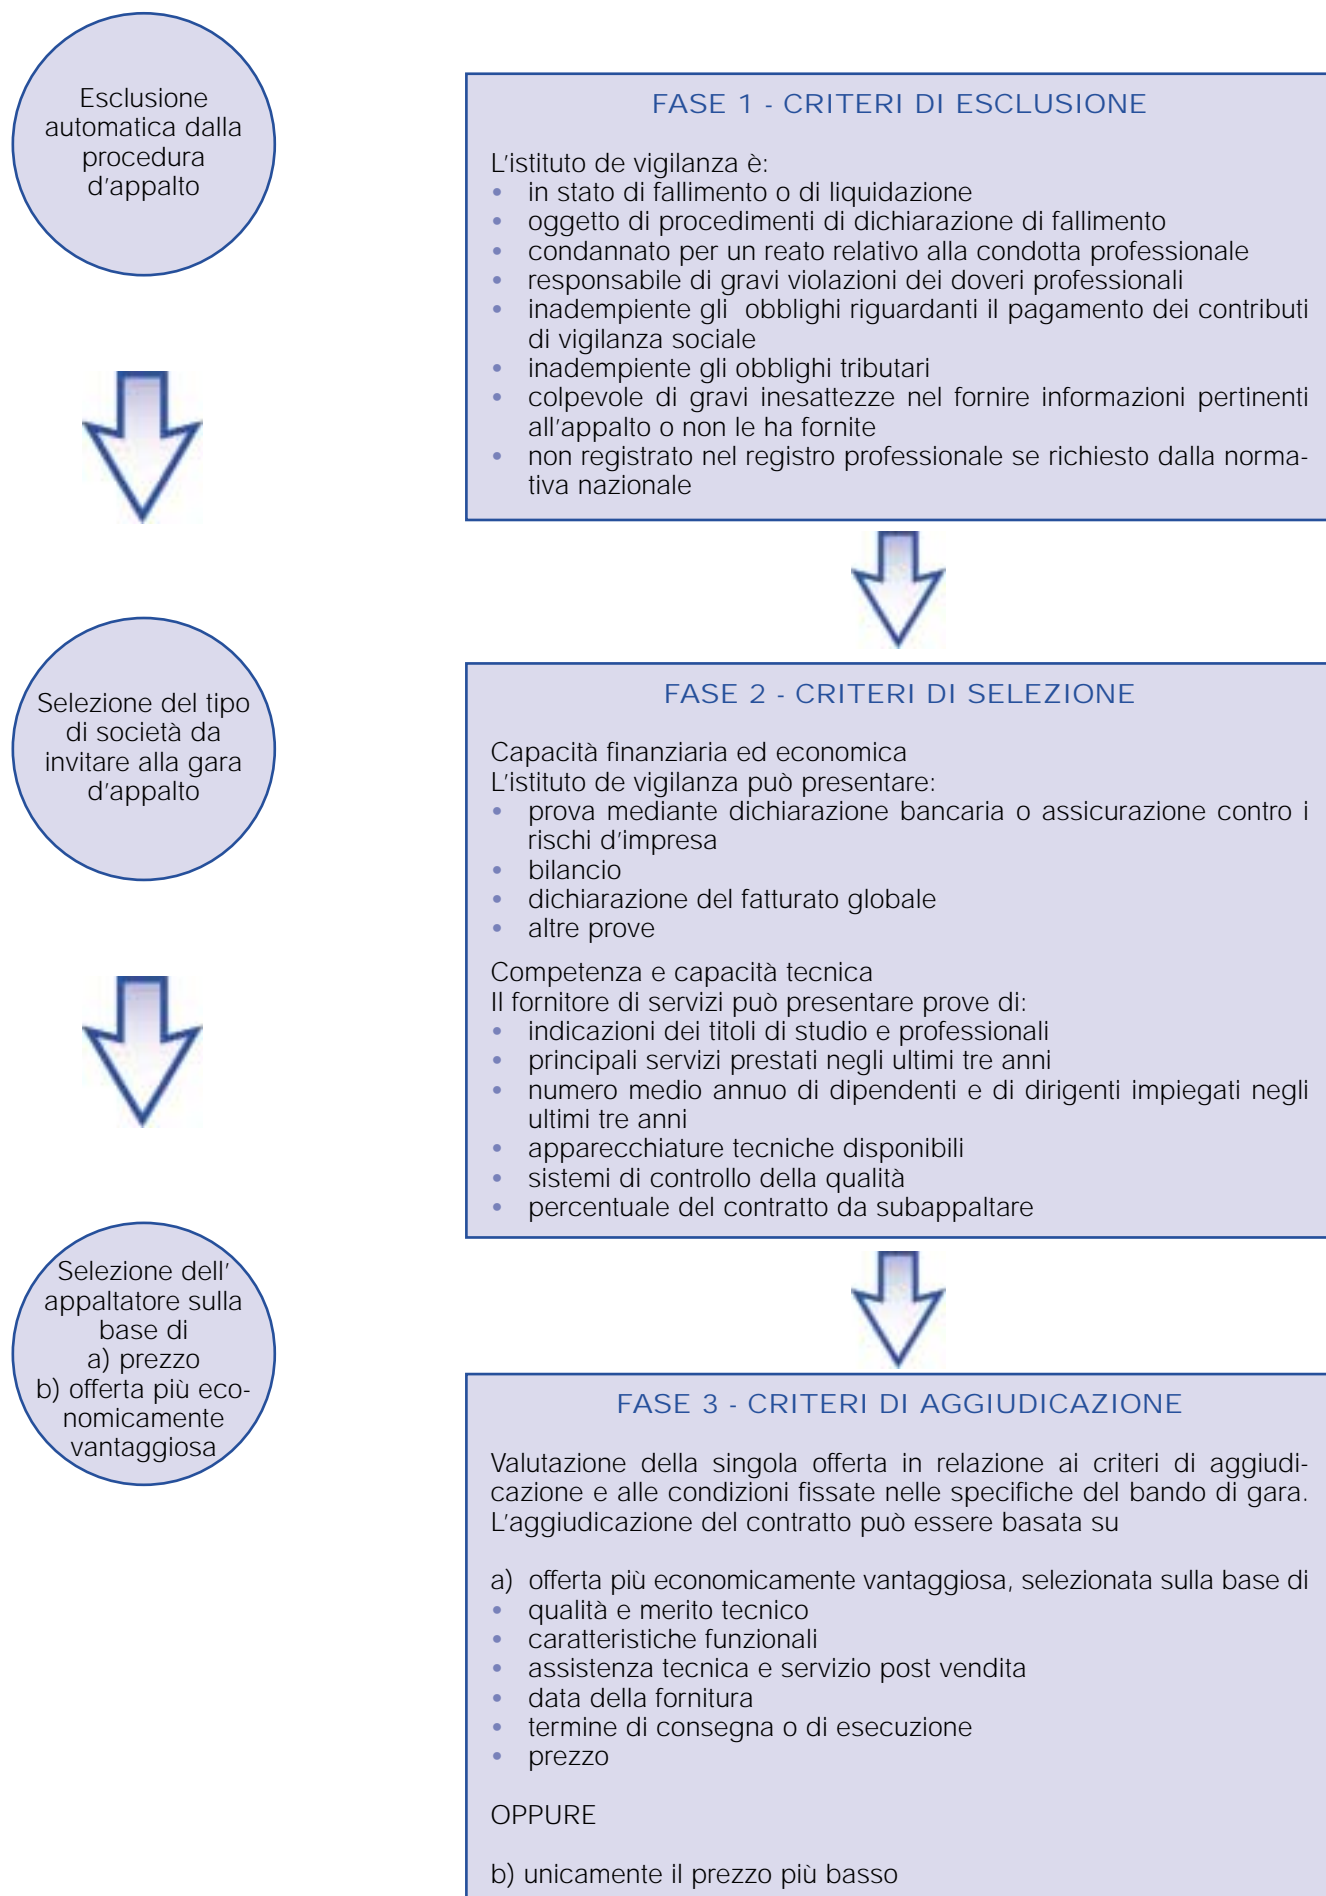 Esclusione
automatica dalla
procedura
d'appalto
FASE 1 - CRITERI DI ESCLUSIONE
L'istituto de vigilanza è:
• in stato di fallimento o di liquidazione
• oggetto di procedimenti di dichiarazione di fallimento
• condannato per un reato relativo alla condotta professionale
• responsabile di gravi violazioni dei doveri professionali
• inadempiente gli obblighi riguardanti il pagamento dei contributi
di vigilanza sociale
• inadempiente gli obblighi tributari
• colpevole di gravi inesattezze nel fornire informazioni pertinenti
all'appalto o non le ha fornite
• non registrato nel registro professionale se richiesto dalla norma-
tiva nazionale
Selezione del tipo
di società da
invitare alla gara
d'appalto
FASE 2 - CRITERI DI SELEZIONE
Capacità finanziaria ed economica
L'istituto de vigilanza può presentare:
• prova mediante dichiarazione bancaria o assicurazione contro i
rischi d'impresa
• bilancio
• dichiarazione del fatturato globale
• altre prove
Competenza e capacità tecnica
Il fornitore di servizi può presentare prove di:
• indicazioni dei titoli di studio e professionali
• principali servizi prestati negli ultimi tre anni
• numero medio annuo di dipendenti e di dirigenti impiegati negli
ultimi tre anni
• apparecchiature tecniche disponibili
• sistemi di controllo della qualità
• percentuale del contratto da subappaltare
Selezione dell'
appaltatore sulla
base di
a) prezzo
b) offerta più eco-
nomicamente
vantaggiosa
FASE 3 - CRITERI DI AGGIUDICAZIONE
Valutazione della singola offerta in relazione ai criteri di aggiudi-
cazione e alle condizioni fissate nelle specifiche del bando di gara.
L'aggiudicazione del contratto può essere basata su
a) offerta più economicamente vantaggiosa, selezionata sulla base di
• qualità e merito tecnico
• caratteristiche funzionali
• assistenza tecnica e servizio post vendita
• data della fornitura
• termine di consegna o di esecuzione
• prezzo
OPPURE
b) unicamente il prezzo più basso